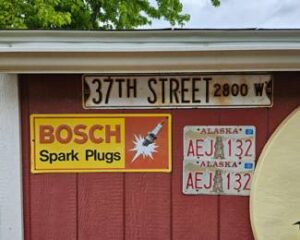 37TH STREET 2800 W
BOSCH
Spark Plugs
ALASKA
AEJ 132
ALASKA
AEJ 132